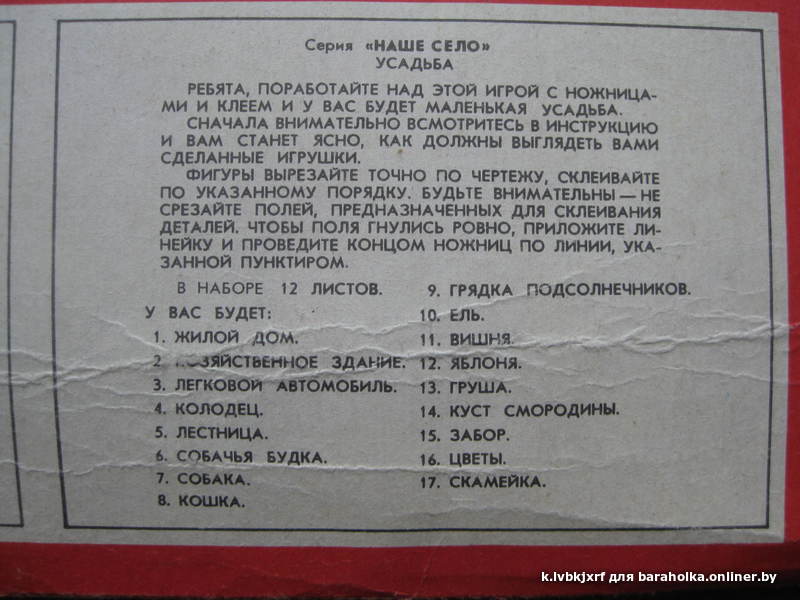 Серия «НАШЕ СЕЛО»
УСАДЬБА
РЕБЯТА, ПОРАБОТАЙТЕ НАД ЭТОЙ ИГРОЙ С НОЖНИЦА-
МИ И КЛЕЕМ И У ВАС БУДЕТ МАЛЕНЬКАЯ УСАДЬБА.
СНАЧАЛА ВНИМАТЕЛЬНО ВСМОТРИТЕСЬ В ИНСТРУКЦИЮ
И ВАМ СТАНЕТ ЯСНО, КАК ДОЛЖНЫ ВЫГЛЯДЕТЬ ВАМИ
СДЕЛАННЫЕ ИГРУШКИ.
ФИГУРЫ ВЫРЕЗАЙТЕ ТОЧНО ПО ЧЕРТЕЖУ, СКЛЕИВАЙТЕ
ПО УКАЗАННОМУ ПОРЯДКУ. БУДЬТЕ ВНИМАТЕЛЬНЫ — НЕ
СРЕЗАЙТЕ ПОЛЕЙ, ПРЕДНАЗНАЧЕННЫХ ДЛЯ СКЛЕИВАНИЯ
ДЕТАЛЕЙ. ЧТОБЫ ПОЛЯ ГНУЛИСЬ РОВНО, ПРИЛОЖИТЕ ЛИ-
НЕЙКУ И ПРОВЕДИТЕ КОНЦОМ НОЖНИЦ ПО ЛИНИИ, УКА-
ЗАННОЙ ПУНКТИРОМ.
В НАБОРЕ 12 ЛИСТОВ.
У ВАС БУДЕТ:
1. ЖИЛОЙ ДОМ.
2. ХОЗЯЙСТВЕННОЕ ЗДАНИЕ.
3. ЛЕГКОВОЙ АВТОМОБИЛЬ.
4. КОЛОДЕЦ.
5. ЛЕСТНИЦА.
6. СОБАЧЬЯ БУДКА.
7. СОБАКА.
8. КОШКА.
9. ГРЯДКА ПОДСОЛНЕЧНИКОВ.
10. ЕЛЬ.
11. ВИШНЯ.
12. ЯБЛОНЯ.
13. ГРУША.
14. КУСТ СМОРОДИНЫ.
15. ЗАБОР.
16. ЦВЕТЫ.
17. СКАМЕЙКА.
k.lvbkjxrf для baraholka.onliner.by